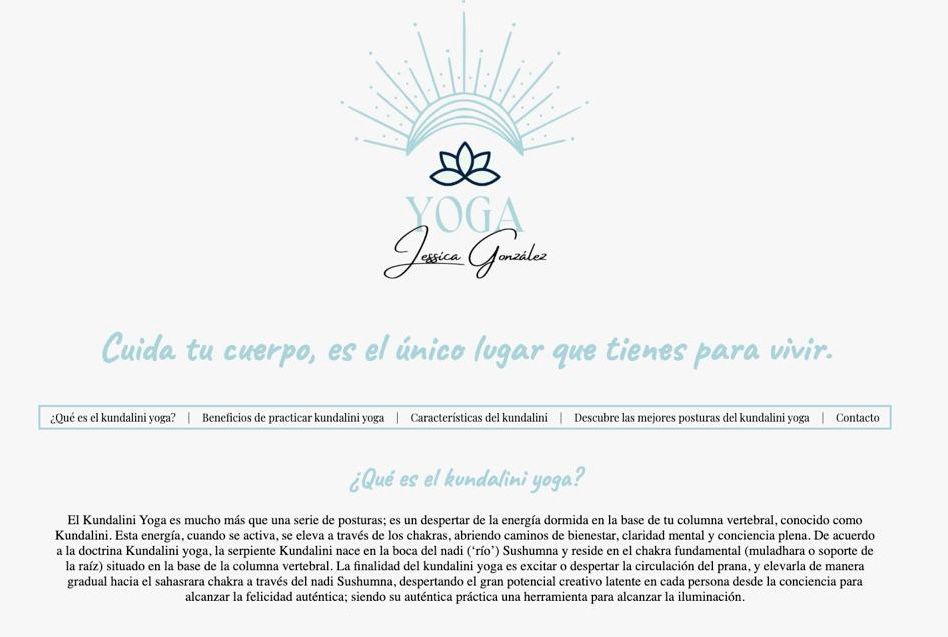 YOGA
Jessica González
Cuida tu cuerpo, es el único lugar que tienes para vivir.
¿Qué es el kundalini yoga? | Beneficios de practicar kundalini yoga | Características del kundalini | Descubre las mejores posturas del kundalini yoga | Contacto
¿Qué es el kundalini yoga?
El Kundalini Yoga es mucho más que una serie de posturas; es un despertar de la energía dormida en la base de tu columna vertebral, conocido como
Kundalini. Esta energía, cuando se activa, se eleva a través de los chakras, abriendo caminos de bienestar, claridad mental y conciencia plena. De acuerdo
a la doctrina Kundalini yoga, la serpiente Kundalini nace en la boca del nadi (‘río’) Sushumna y reside en el chakra fundamental (muladhara o soporte de
la raíz) situado en la base de la columna vertebral. La finalidad del kundalini yoga es excitar o despertar la circulación del prana, y elevarla de manera
gradual hacia el sahasrara chakra a través del nadi Sushumna, despertando el gran potencial creativo latente en cada persona desde la conciencia para
alcanzar la felicidad auténtica; siendo su auténtica práctica una herramienta para alcanzar la iluminación.